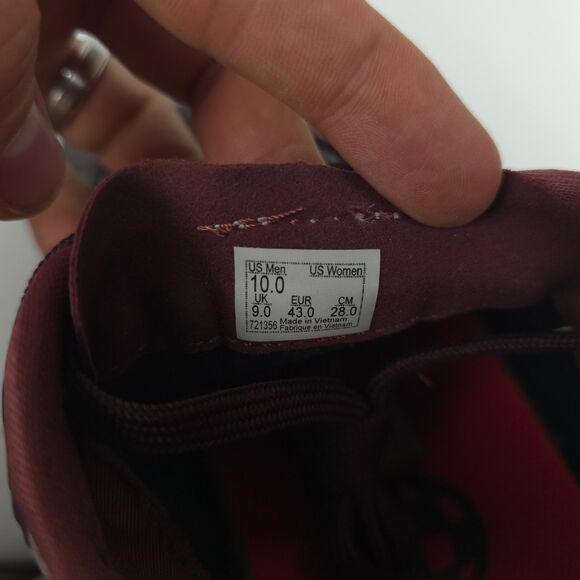 US Men US Women
10.0
UK EUR CM
9.0 43.0 28.0
721356 Made in Vietnam
Fabrique en Vietnam